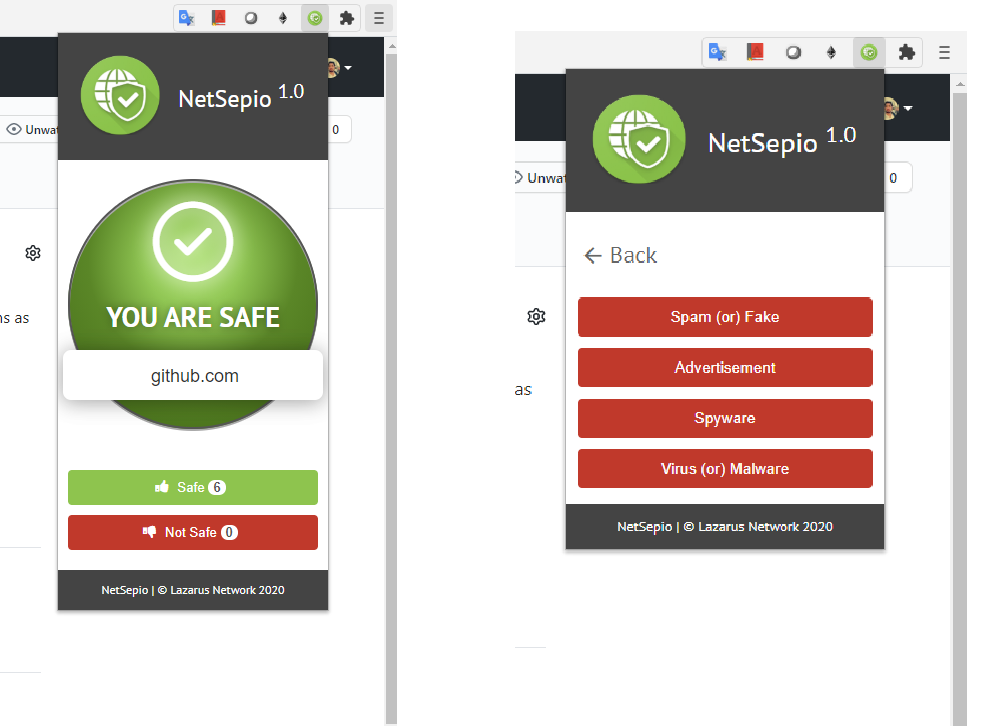 NetSepio 1.0
Unwat
0
YOU ARE SAFE
github.com
ns as
Safe 6
Not Safe 0
NetSepio | © Lazarus Network 2020
NetSepio 1.0
Unwat
0
← Back
Spam (or) Fake
as
Advertisement
Spyware
Virus (or) Malware
NetSepio | © Lazarus Network 2020